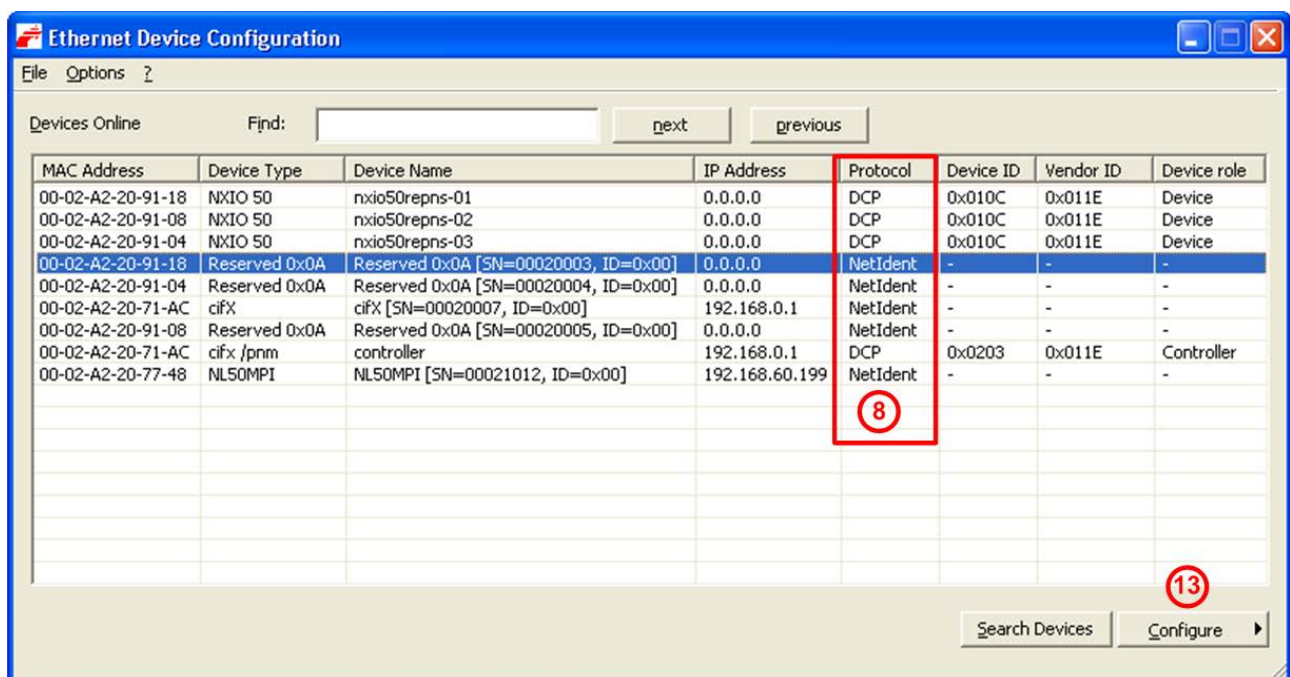 Ethernet Device Configuration
File Options ?
Devices Online Find: next previous
MAC Address Device Type Device Name IP Address Protocol Device ID Vendor ID Device role
00-02-A2-20-91-18 NXIO 50 nxio50repns-01 0.0.0.0 DCP 0x010C 0x011E Device
00-02-A2-20-91-08 NXIO 50 nxio50repns-02 0.0.0.0 DCP 0x010C 0x011E Device
00-02-A2-20-91-04 NXIO 50 nxio50repns-03 0.0.0.0 DCP 0x010C 0x011E Device
00-02-A2-20-91-18 Reserved 0x0A Reserved 0x0A [SN=00020003, ID=0x00] 0.0.0.0 NetIdent - - -
00-02-A2-20-91-04 Reserved 0x0A Reserved 0x0A [SN=00020004, ID=0x00] 0.0.0.0 NetIdent - - -
00-02-A2-20-71-AC cifX cifX [SN=00020007, ID=0x00] 192.168.0.1 NetIdent - - -
00-02-A2-20-91-08 Reserved 0x0A Reserved 0x0A [SN=00020005, ID=0x00] 0.0.0.0 NetIdent - - -
00-02-A2-20-71-AC cifx /pnm controller 192.168.0.1 DCP 0x0203 0x011E Controller
00-02-A2-20-77-48 NL50MPI NL50MPI [SN=00021012, ID=0x00] 192.168.60.199 NetIdent - - -
8
13
Search Devices Configure